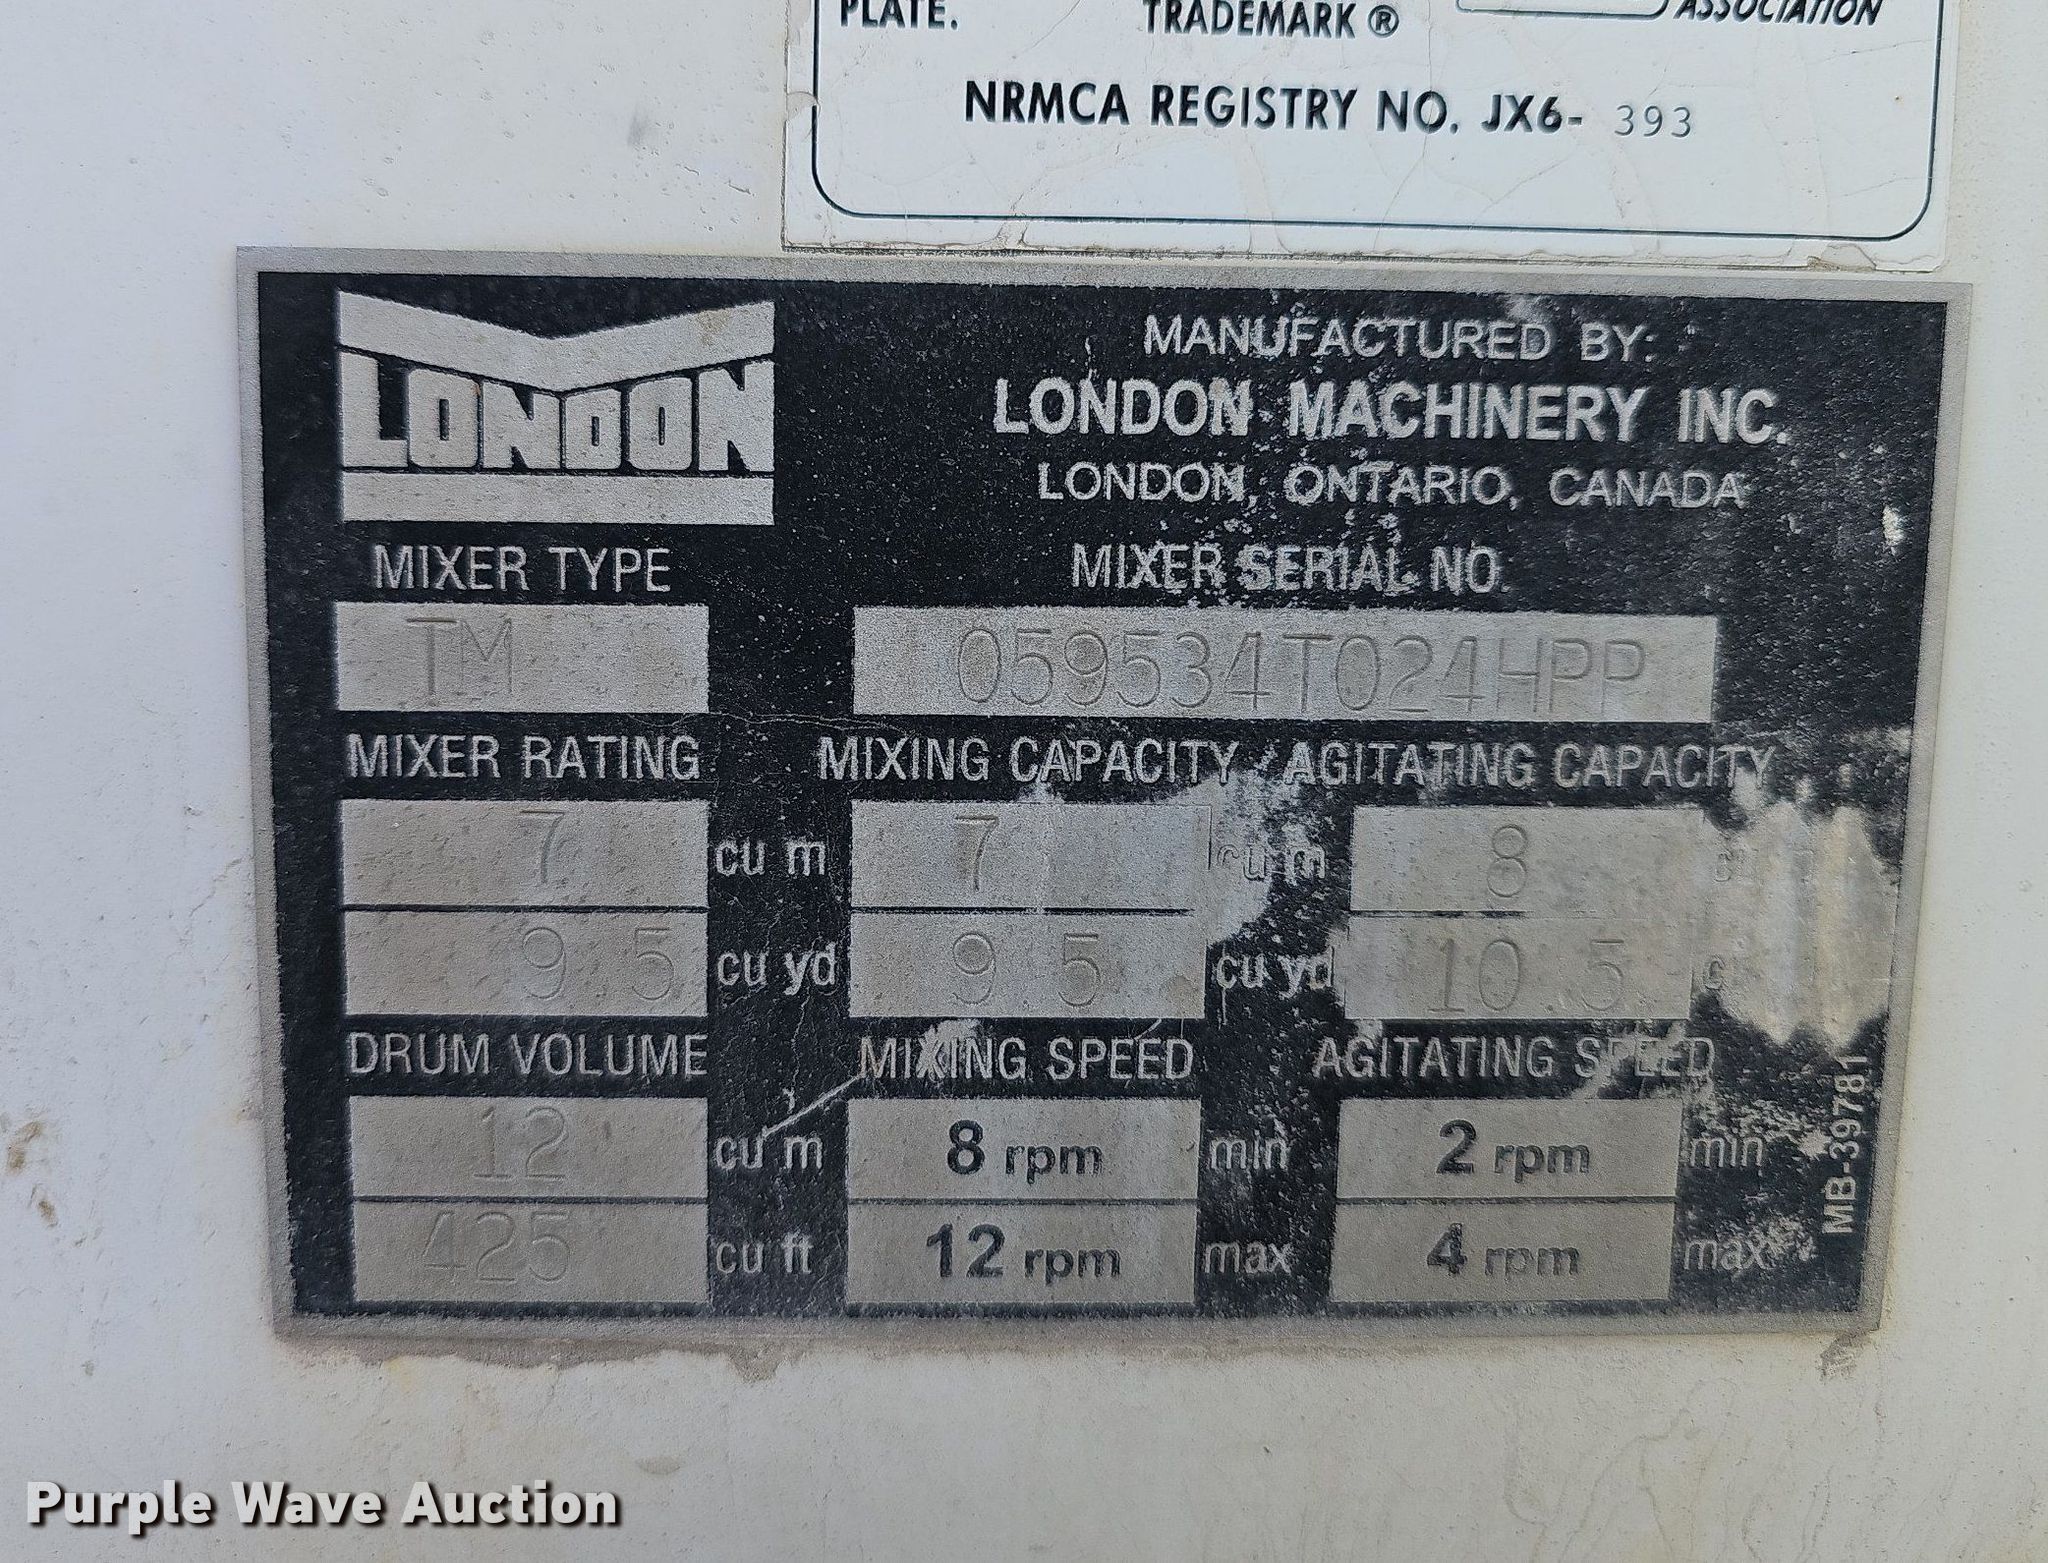 PLATE.
TRADEMARK ®
ASSOCIATION
NRMCA REGISTRY NO. JX6- 393
LONDON
MANUFACTURED BY:
LONDON MACHINERY INC.
LONDON, ONTARIO, CANADA
MIXER TYPE
MIXER SERIAL NO.
TM
059534T024HPP
MIXER RATING
MIXING CAPACITY
AGITATING CAPACITY
7 cu m
7 cu m
8
9.5 cu yd
9 5 cu yd
10.5
DRUM VOLUME
MIXING SPEED
AGITATING SPEED
12 cu m
8 rpm min
2 rpm min
425 cu ft
12 rpm max
4 rpm max
MB-39781
Purple Wave Auction